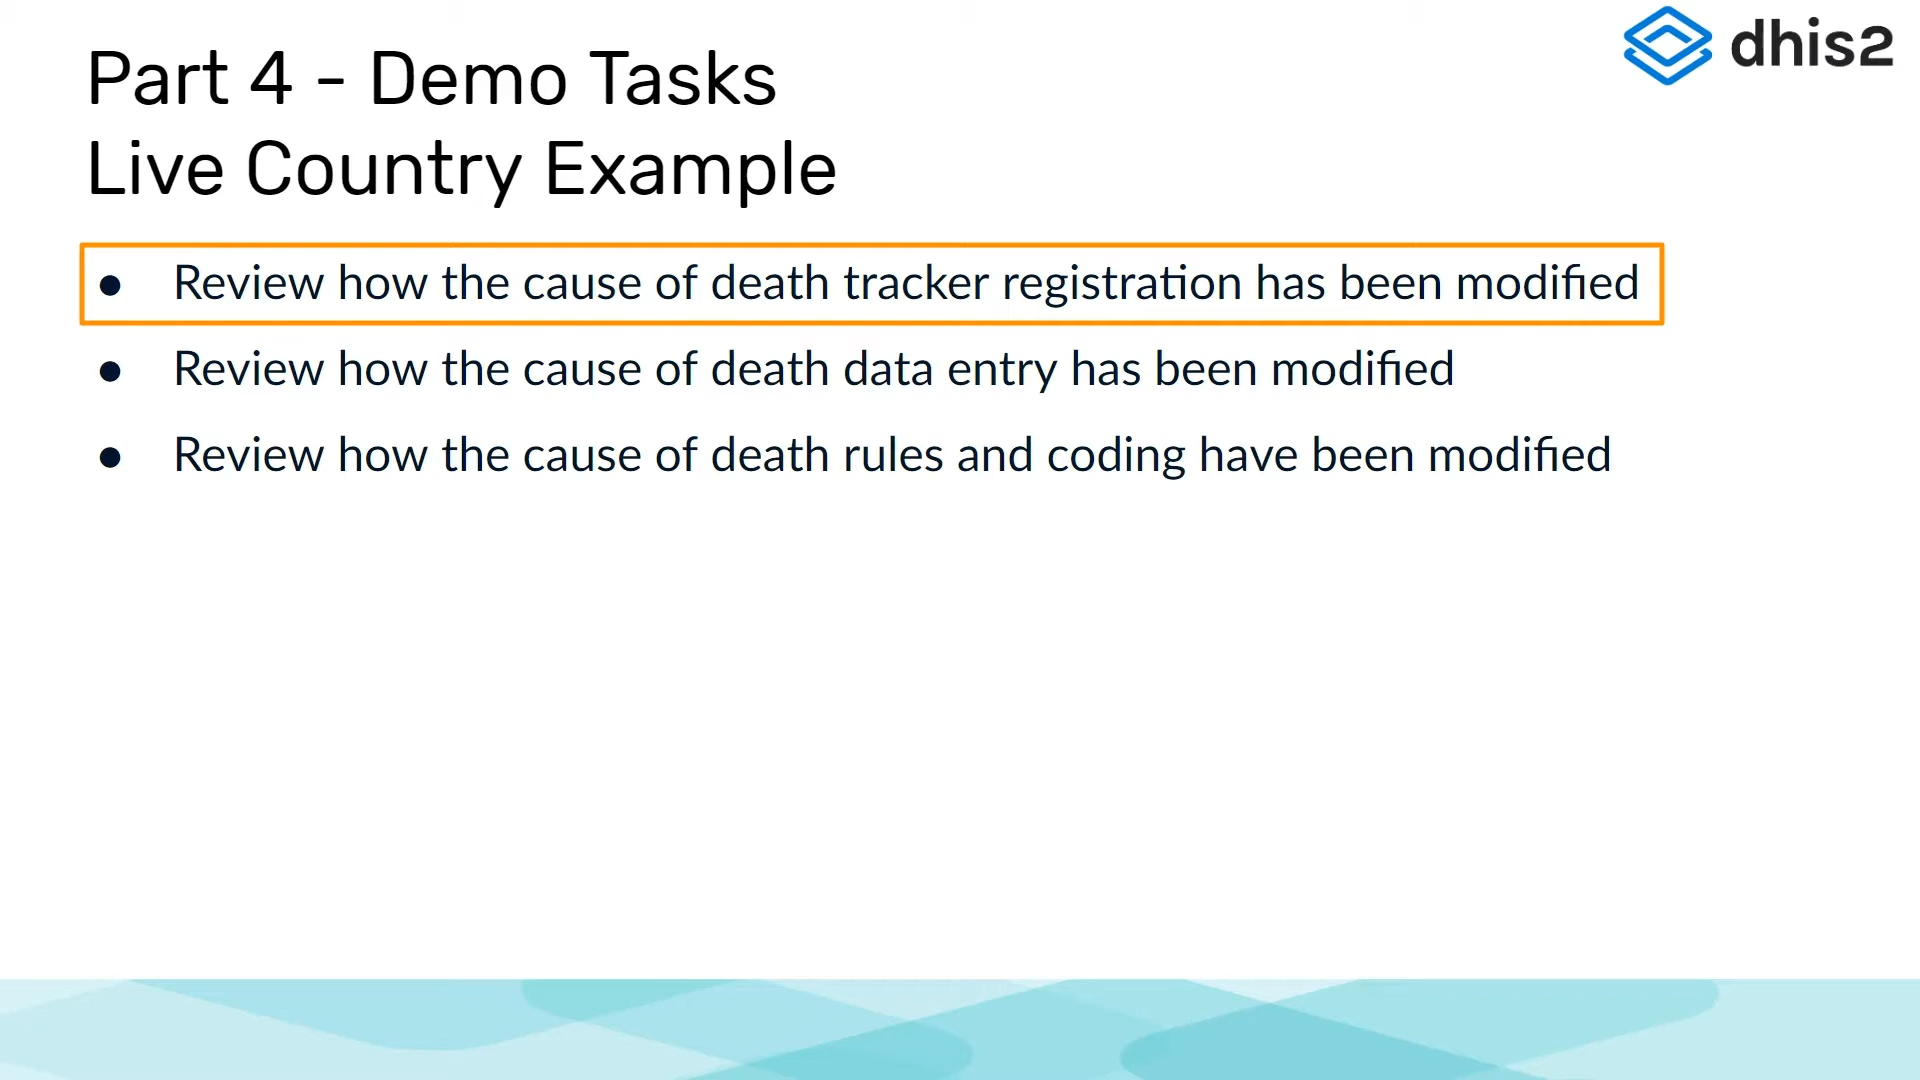 dhis2
Part 4 - Demo Tasks
Live Country Example
● Review how the cause of death tracker registration has been modified
● Review how the cause of death data entry has been modified
● Review how the cause of death rules and coding have been modified